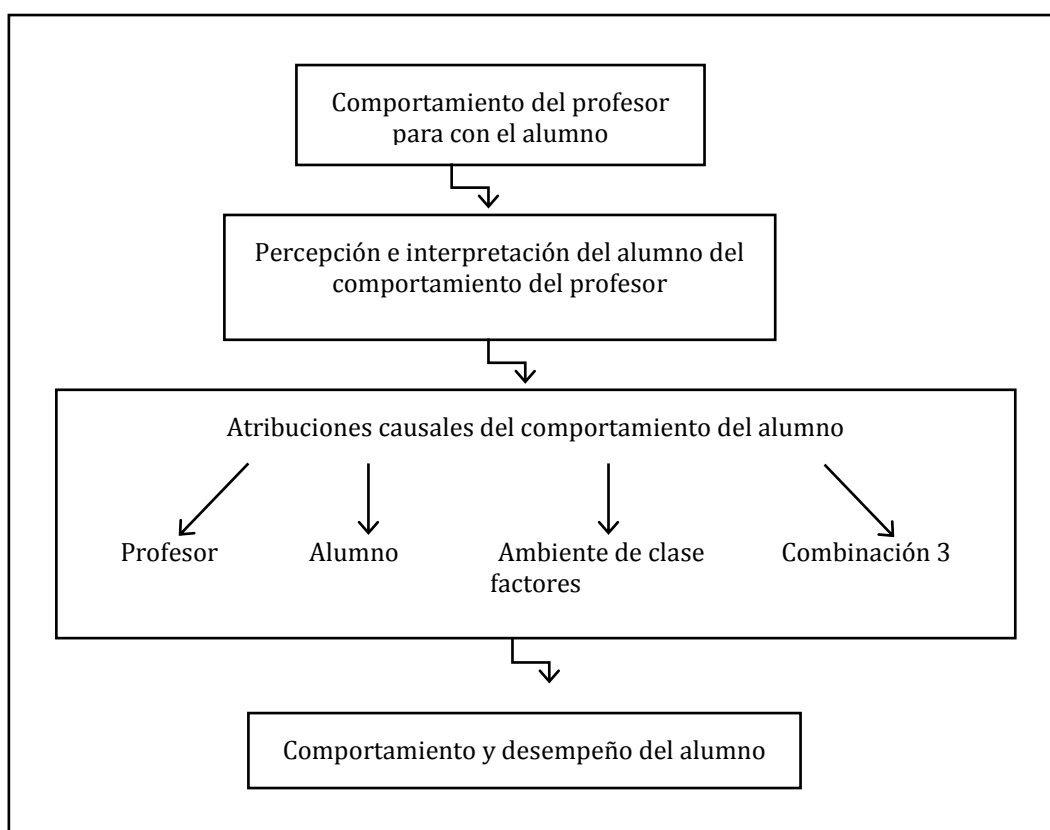 Comportamiento del profesor
para con el alumno
Percepción e interpretación del alumno del
comportamiento del profesor
Atribuciones causales del comportamiento del alumno
Profesor Alumno Ambiente de clase Combinación 3
factores
Comportamiento y desempeño del alumno